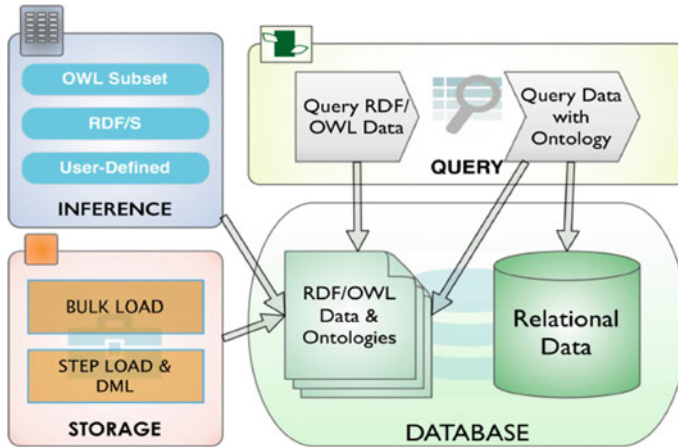 OWL Subset
RDF/S
User-Defined
INFERENCE
Query RDF/
OWL Data
Query Data
with
Ontology
QUERY
BULK LOAD
STEP LOAD &
DML
STORAGE
RDF/OWL
Data &
Ontologies
Relational
Data
DATABASE